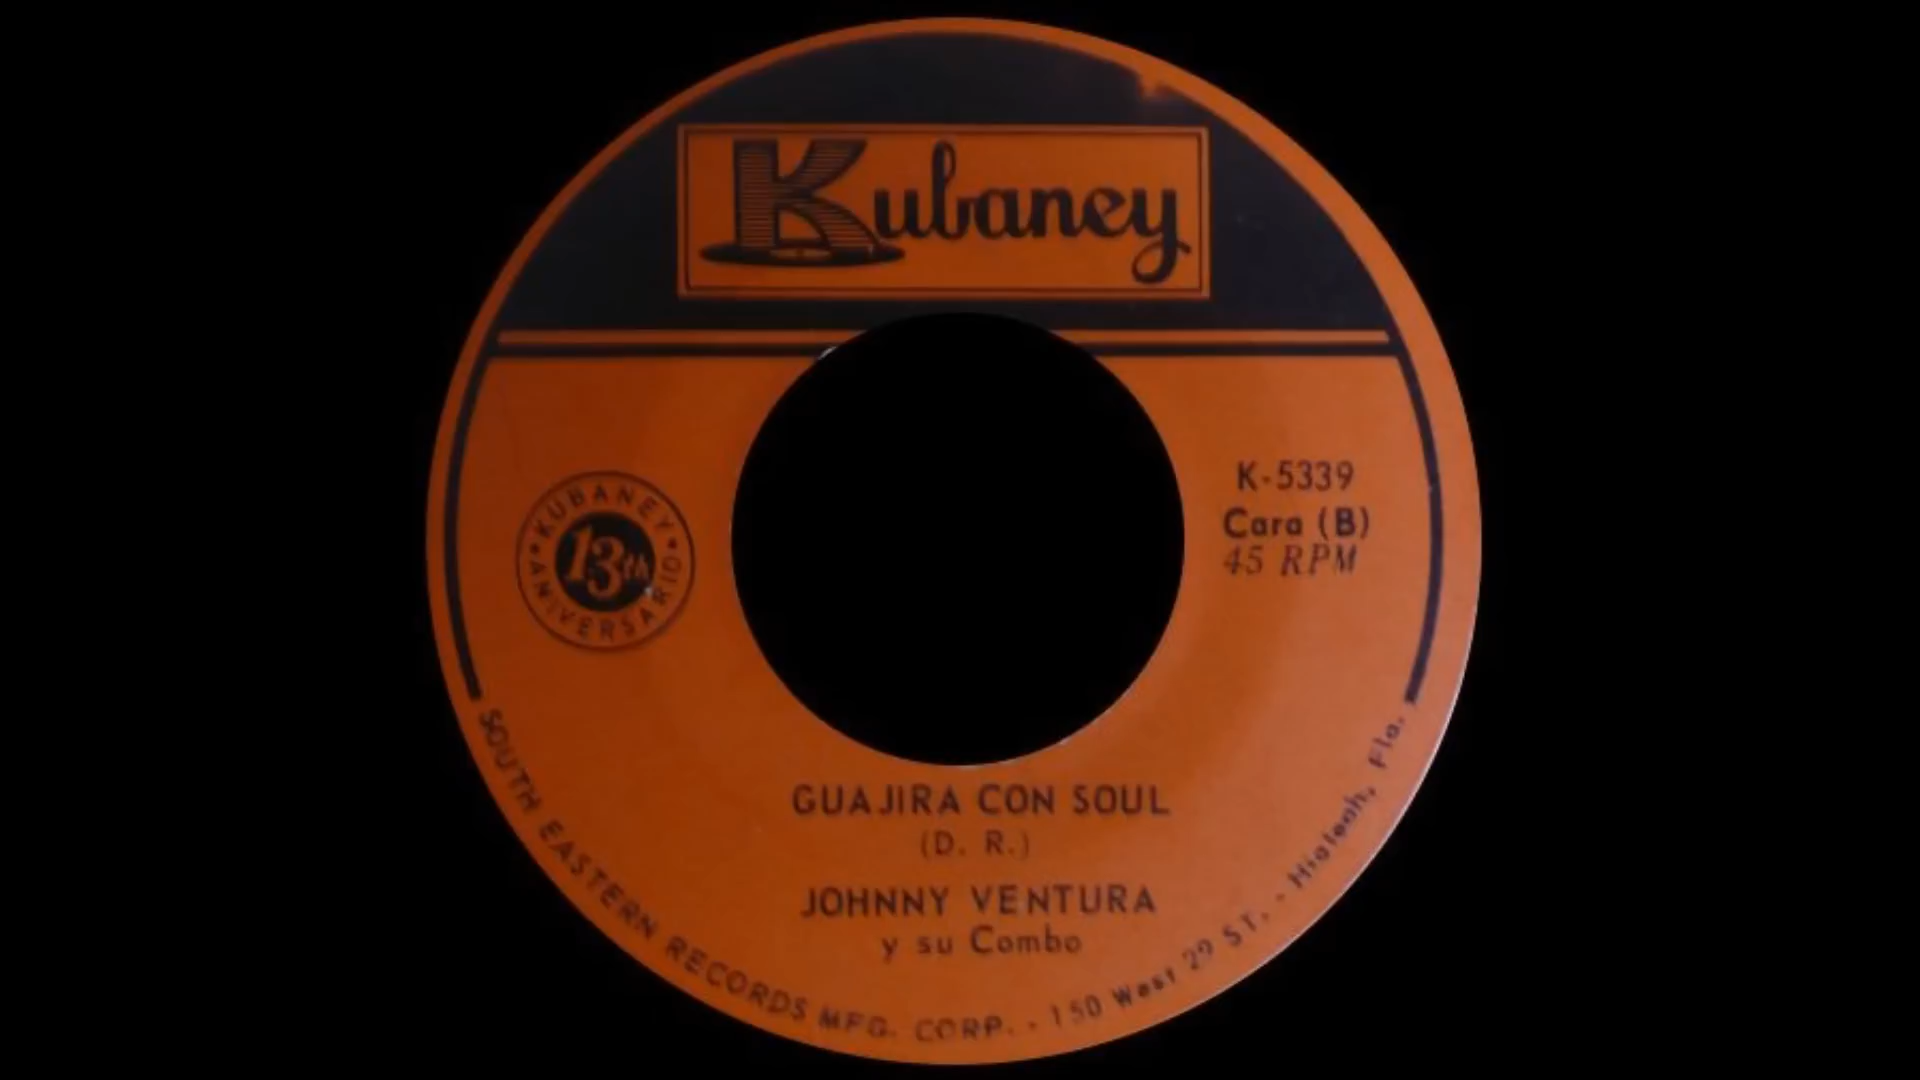 Kubaney
KUBANEY
13th
ANIVERSARIO
K-5339
Cara (B)
45 RPM
GUAJIRA CON SOUL
(D. R.)
JOHNNY VENTURA
y su Combo
SOUTH EASTERN RECORDS MFG. CORP. - 150 West 29 ST. - Hialeah, Fla.